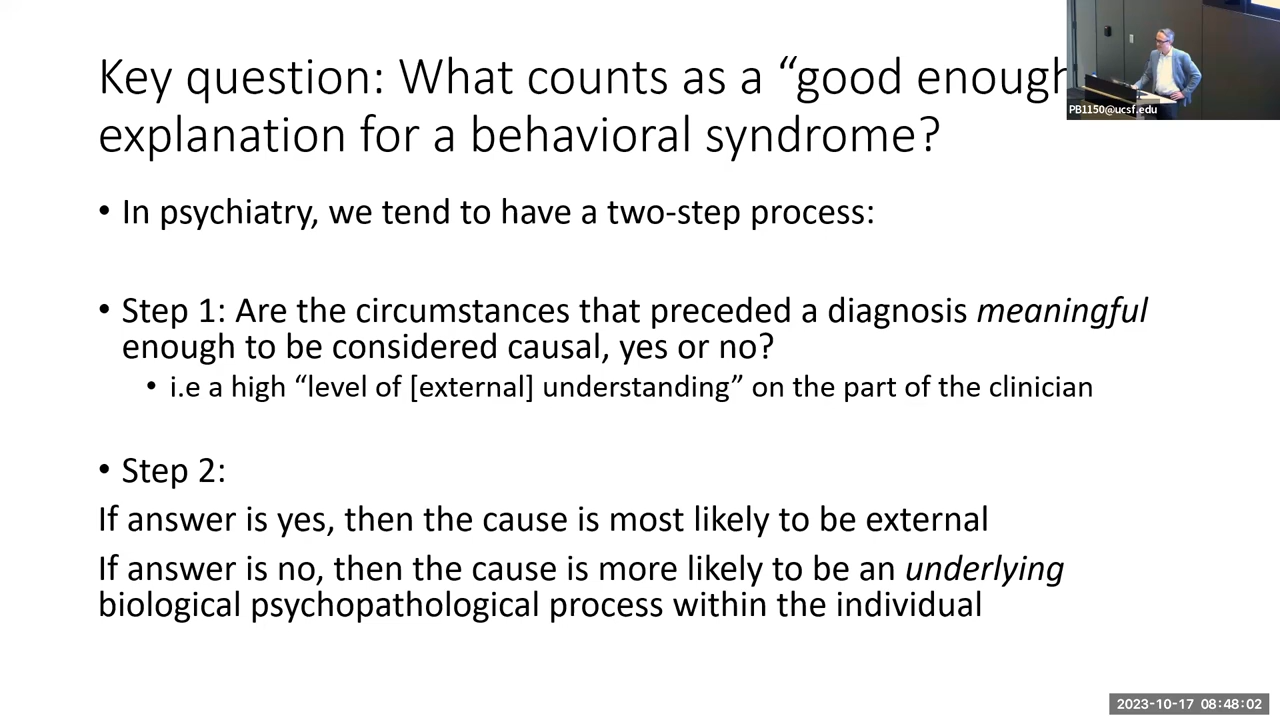 Key question: What counts as a “good enough
explanation for a behavioral syndrome?
• In psychiatry, we tend to have a two-step process:
• Step 1: Are the circumstances that preceded a diagnosis meaningful
enough to be considered causal, yes or no?
• i.e a high “level of [external] understanding” on the part of the clinician
• Step 2:
If answer is yes, then the cause is most likely to be external
If answer is no, then the cause is more likely to be an underlying
biological psychopathological process within the individual
PB1150@ucsf.edu
2023-10-17 08:48:02